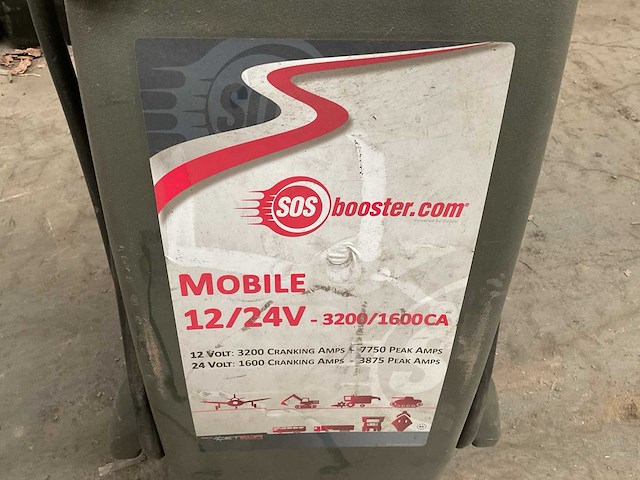 SOS
SOS booster.com
MOBILE
12/24V - 3200/1600CA
12 VOLT: 3200 CRANKING AMPS - 7750 PEAK AMPS
24 VOLT: 1600 CRANKING AMPS - 3875 PEAK AMPS